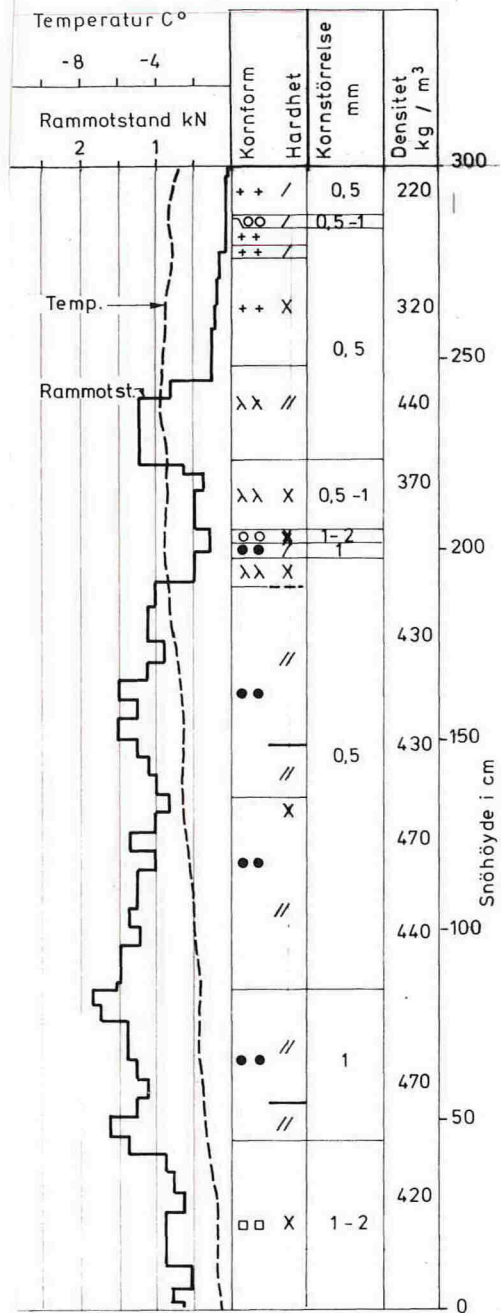 Temperatur C°
-8 -4
Rammotstand kN
2 1
Kornform
Hardhet
Kornstörrelse mm
Densitet kg / m³
300
+ + / 0,5 220
OO / 0,5 -1
+ +
+ + /
Temp.
+ + X 320
0,5
250
Rammotst.
λ x // 440
370
λ λ X 0,5 -1
o o X 1-2
● ● / 1
200
λ λ X
430
//
● ●
430
150
0,5
//
X
470
● ●
//
440
100
Snöhöyde i cm
//
● ● 1
470
50
//
420
□ □ X 1-2
0